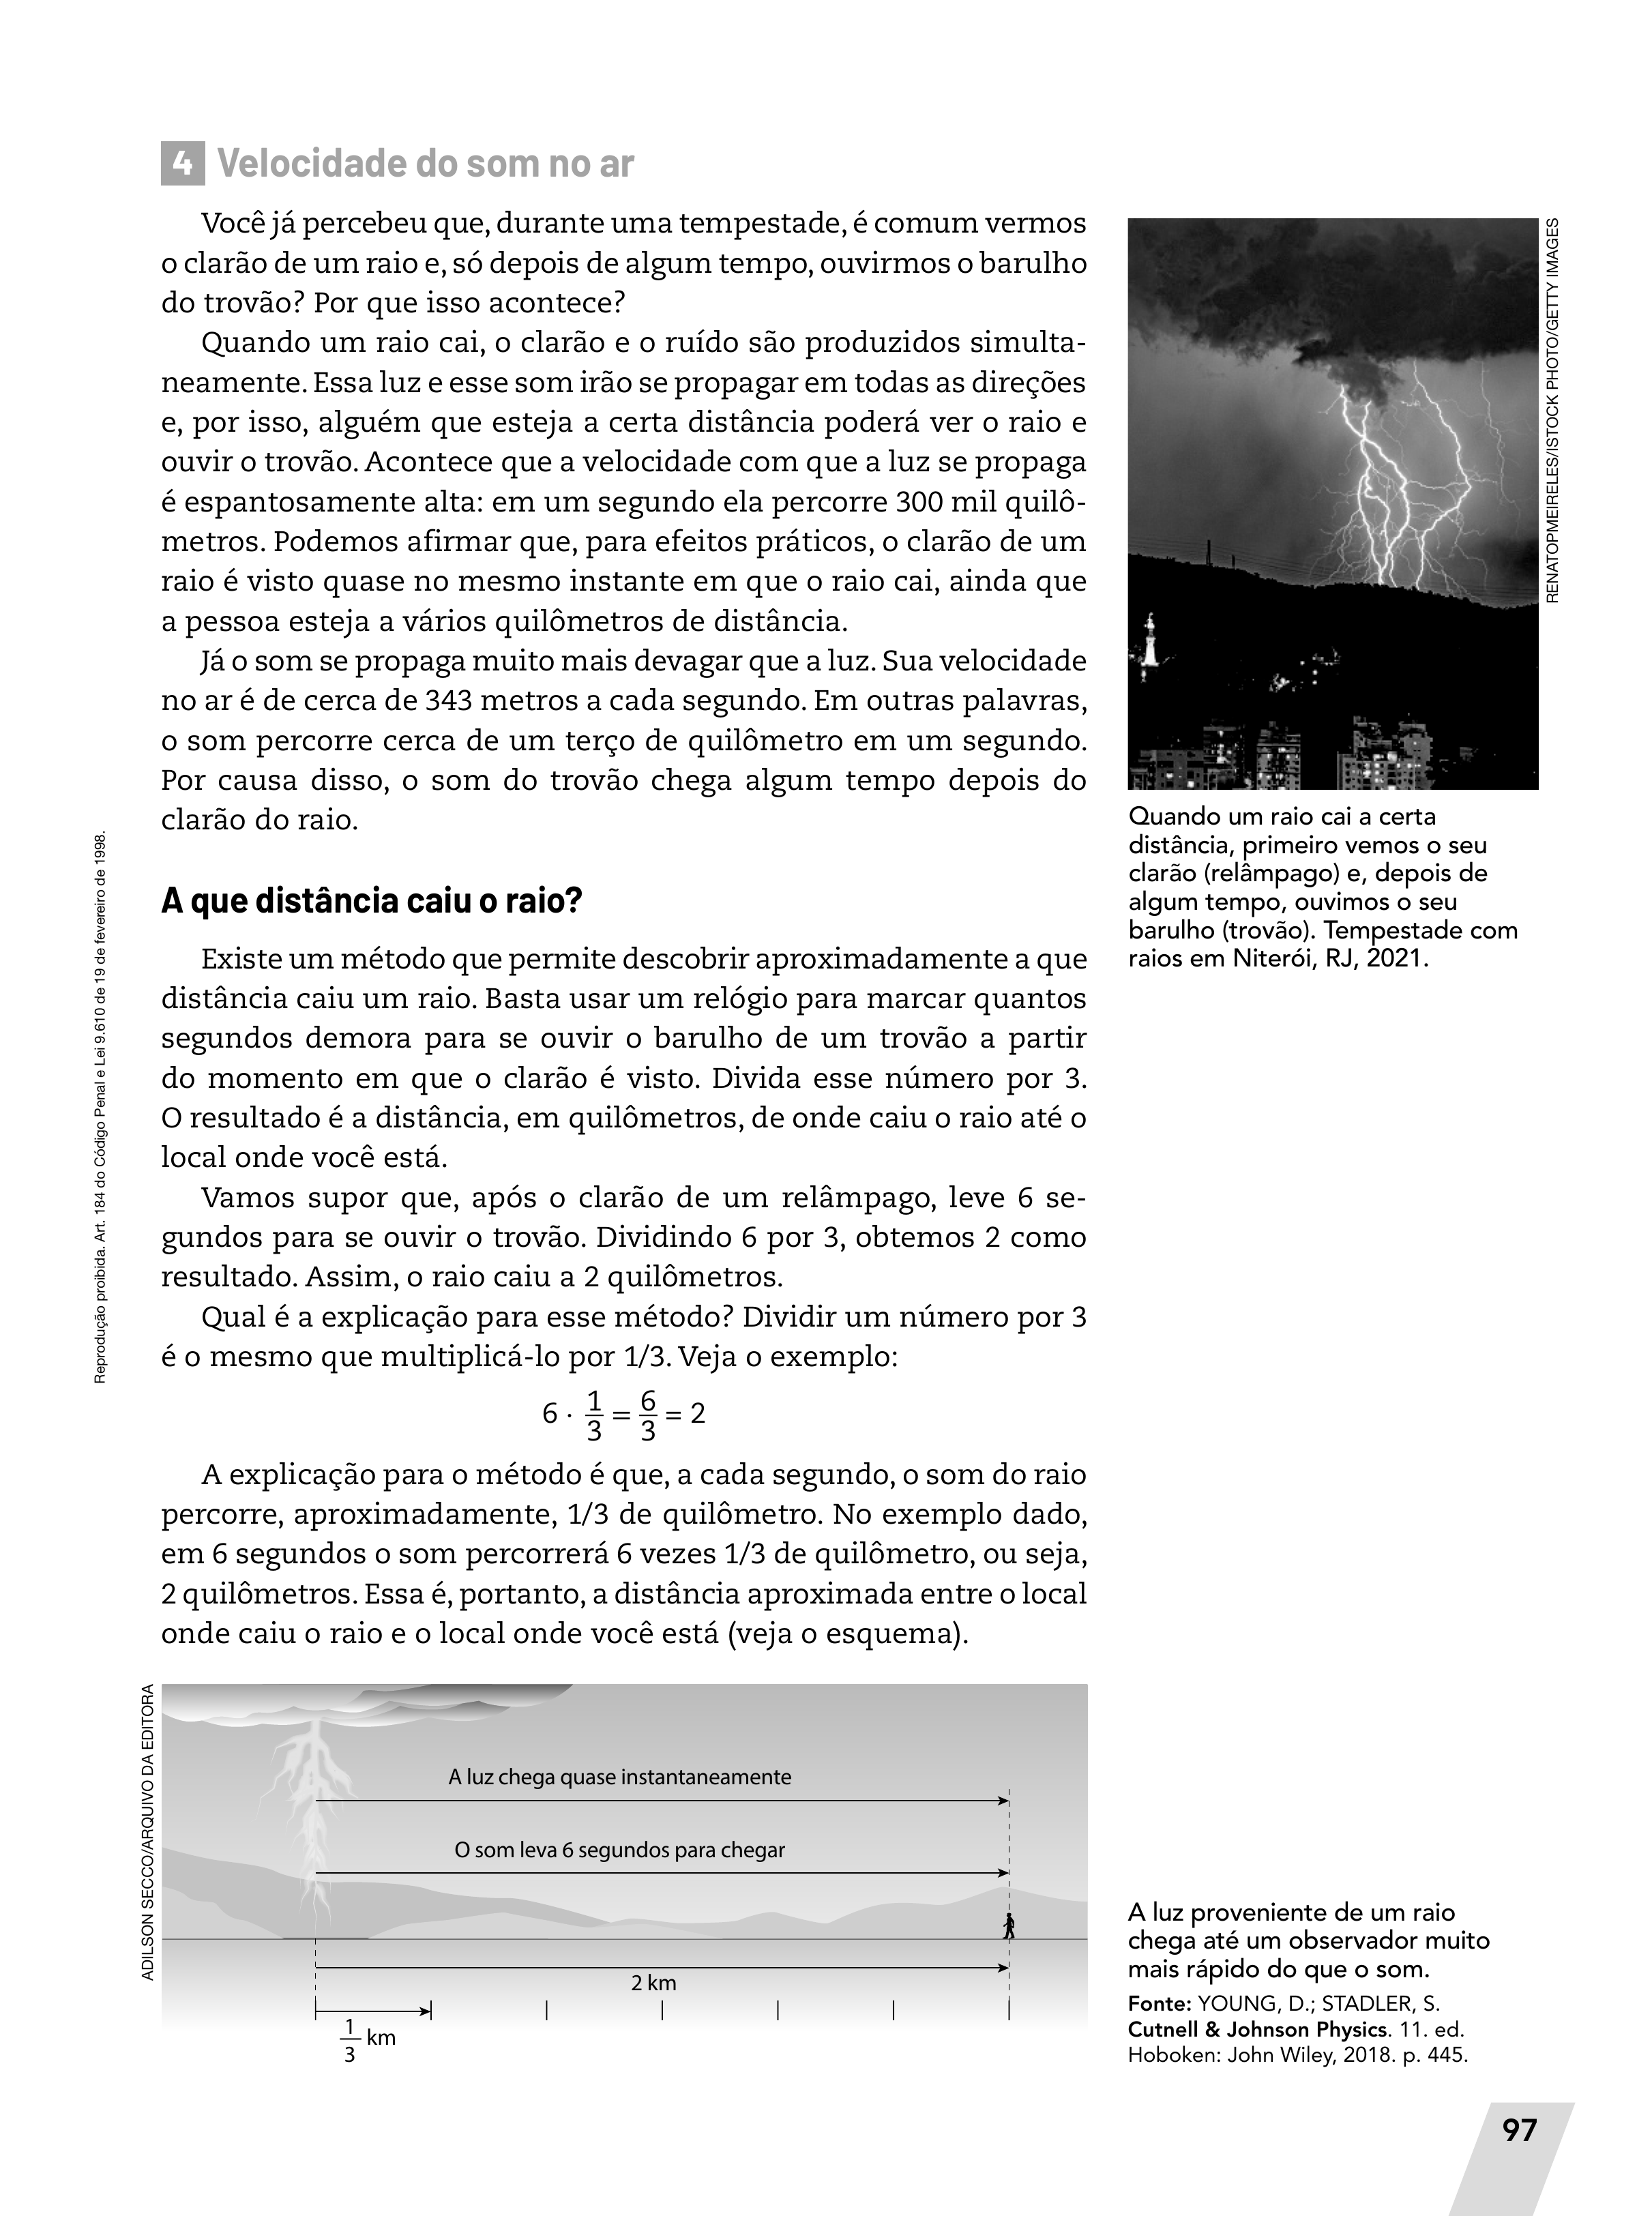 4 Velocidade do som no ar
Você já percebeu que, durante uma tempestade, é comum vermos
o clarão de um raio e, só depois de algum tempo, ouvirmos o barulho
do trovão? Por que isso acontece?
Quando um raio cai, o clarão e o ruído são produzidos simulta-
neamente. Essa luz e esse som irão se propagar em todas as direções
e, por isso, alguém que esteja a certa distância poderá ver o raio e
ouvir o trovão. Acontece que a velocidade com que a luz se propaga
é espantosamente alta: em um segundo ela percorre 300 mil quilô-
metros. Podemos afirmar que, para efeitos práticos, o clarão de um
raio é visto quase no mesmo instante em que o raio cai, ainda que
a pessoa esteja a vários quilômetros de distância.
Já o som se propaga muito mais devagar que a luz. Sua velocidade
no ar é de cerca de 343 metros a cada segundo. Em outras palavras,
o som percorre cerca de um terço de quilômetro em um segundo.
Por causa disso, o som do trovão chega algum tempo depois do
clarão do raio.
RENATOPMEIRELES/ISTOCK PHOTO/GETTY IMAGES
Quando um raio cai a certa
distância, primeiro vemos o seu
clarão (relâmpago) e, depois de
algum tempo, ouvimos o seu
barulho (trovão). Tempestade com
raios em Niterói, RJ, 2021.
A que distância caiu o raio?
Existe um método que permite descobrir aproximadamente a que
distância caiu um raio. Basta usar um relógio para marcar quantos
segundos demora para se ouvir o barulho de um trovão a partir
do momento em que o clarão é visto. Divida esse número por 3.
O resultado é a distância, em quilômetros, de onde caiu o raio até o
local onde você está.
Vamos supor que, após o clarão de um relâmpago, leve 6 se-
gundos para se ouvir o trovão. Dividindo 6 por 3, obtemos 2 como
resultado. Assim, o raio caiu a 2 quilômetros.
Qual é a explicação para esse método? Dividir um número por 3
é o mesmo que multiplicá-lo por 1/3. Veja o exemplo:
6 · 1/3 = 6/3 = 2
A explicação para o método é que, a cada segundo, o som do raio
percorre, aproximadamente, 1/3 de quilômetro. No exemplo dado,
em 6 segundos o som percorrerá 6 vezes 1/3 de quilômetro, ou seja,
2 quilômetros. Essa é, portanto, a distância aproximada entre o local
onde caiu o raio e o local onde você está (veja o esquema).
Reprodução proibida. Art. 184 do Código Penal e Lei 9.610 de 19 de fevereiro de 1998.
ADILSON SECCO/ARQUIVO DA EDITORA
A luz chega quase instantaneamente
O som leva 6 segundos para chegar
2 km
1/3 km
A luz proveniente de um raio
chega até um observador muito
mais rápido do que o som.
Fonte: YOUNG, D.; STADLER, S.
Cutnell & Johnson Physics. 11. ed.
Hoboken: John Wiley, 2018. p. 445.
97